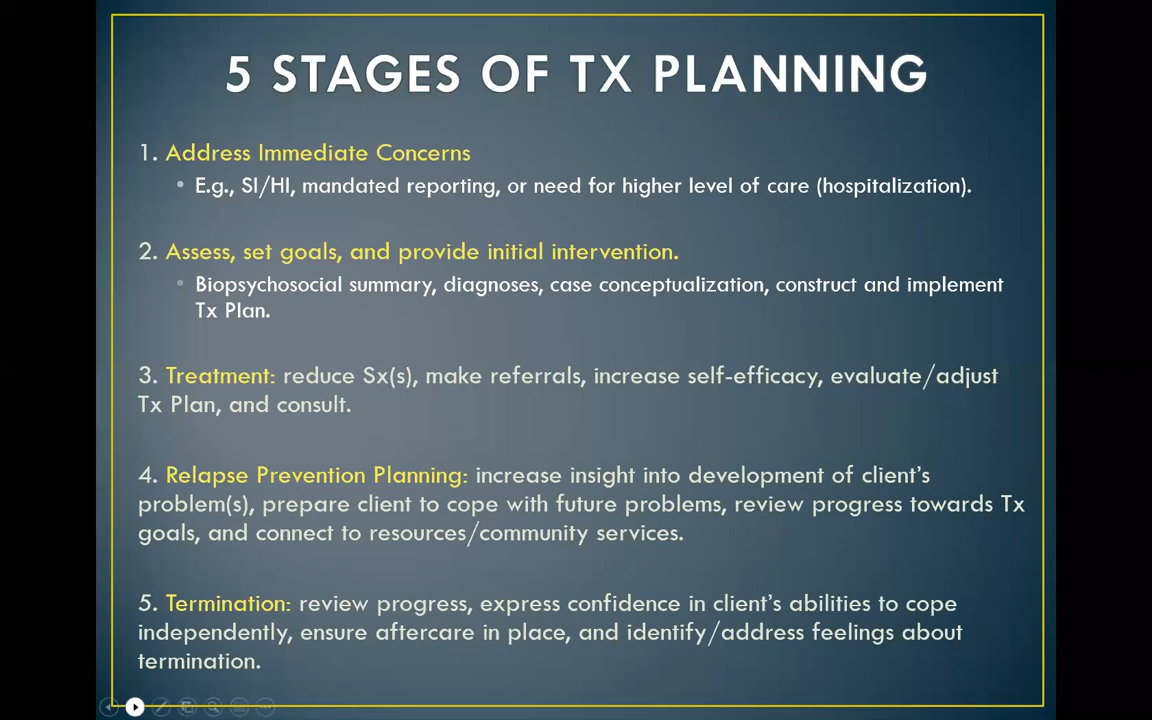 5 STAGES OF TX PLANNING
1. Address Immediate Concerns
• E.g., SI/HI, mandated reporting, or need for higher level of care (hospitalization).
2. Assess, set goals, and provide initial intervention.
• Biopsychosocial summary, diagnoses, case conceptualization, construct and implement
Tx Plan.
3. Treatment: reduce Sx(s), make referrals, increase self-efficacy, evaluate/adjust
Tx Plan, and consult.
4. Relapse Prevention Planning: increase insight into development of client’s
problem(s), prepare client to cope with future problems, review progress towards Tx
goals, and connect to resources/community services.
5. Termination: review progress, express confidence in client’s abilities to cope
independently, ensure aftercare in place, and identify/address feelings about
termination.